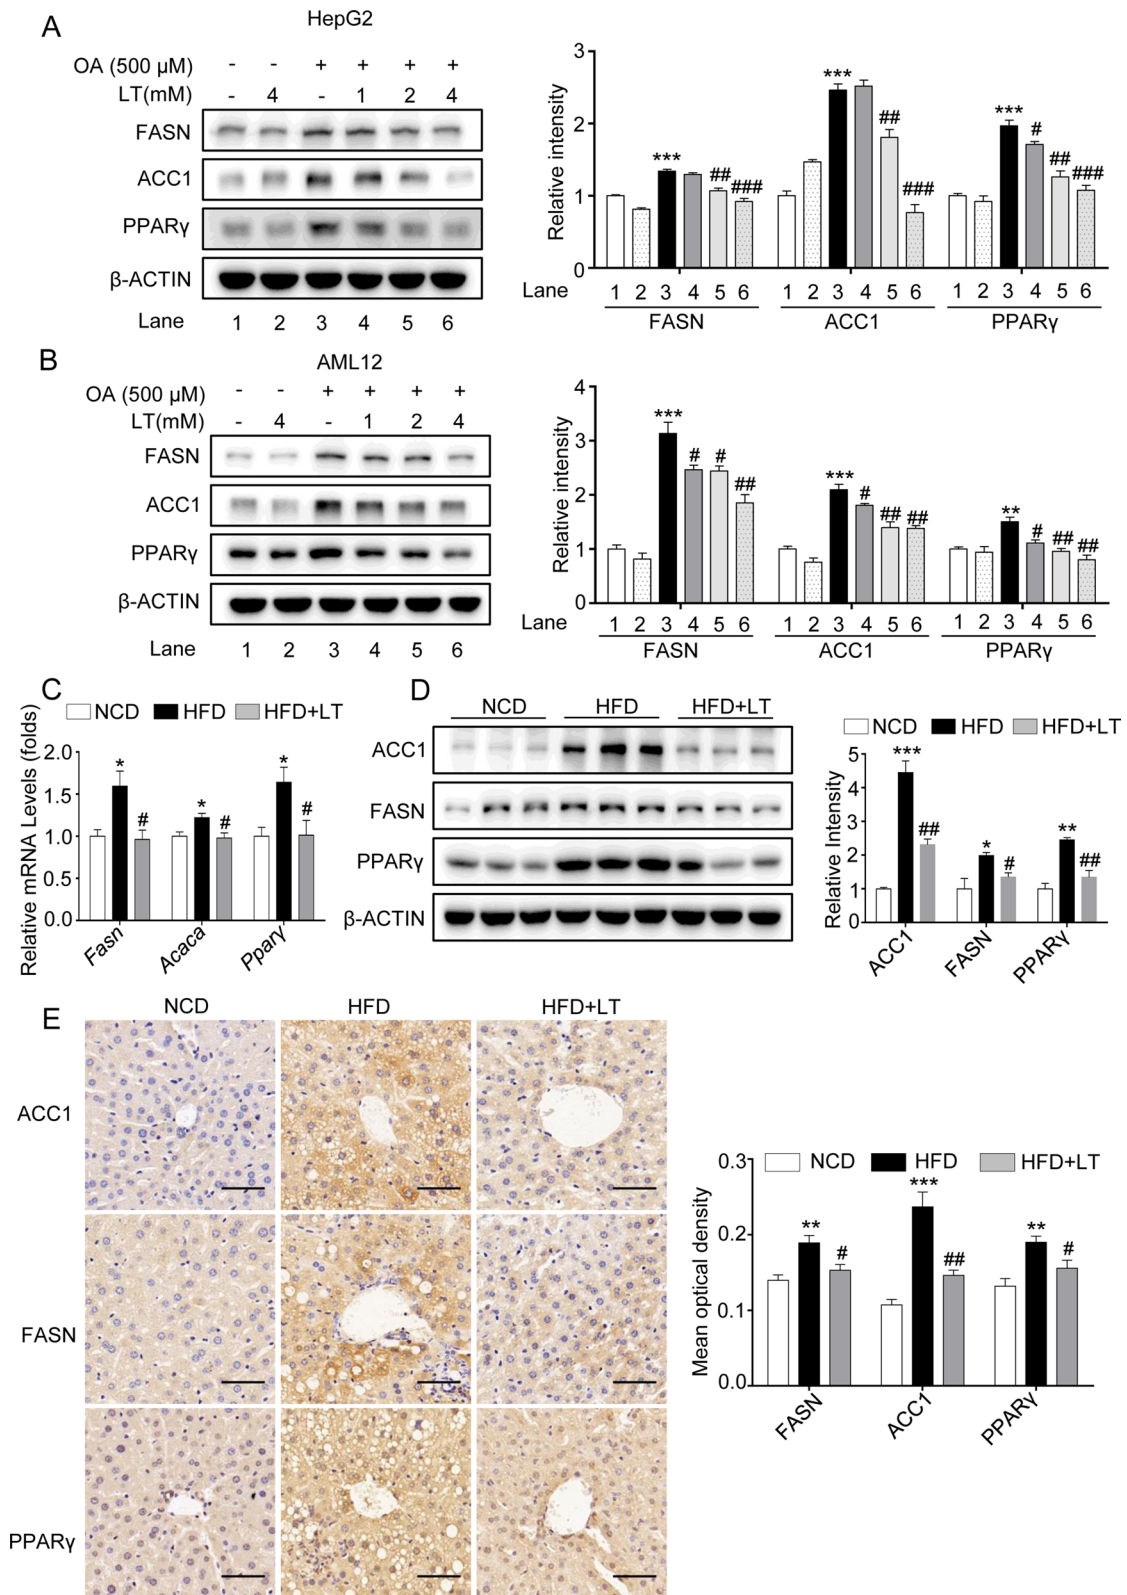 A
HepG2
OA (500 μM) - - + + + +
LT(mM) - 4 - 1 2 4
FASN
ACC1
PPARγ
β-ACTIN
Lane 1 2 3 4 5 6
Relative intensity
3
2
1
0
*** ## ###
*** ## ###
*** # ## ###
Lane 1 2 3 4 5 6 1 2 3 4 5 6 1 2 3 4 5 6
FASN ACC1 PPARγ
B
AML12
OA (500 μM) - - + + + +
LT(mM) - 4 - 1 2 4
FASN
ACC1
PPARγ
β-ACTIN
Lane 1 2 3 4 5 6
Relative intensity
4
3
2
1
0
*** # # ##
*** # ## ##
** # ## ##
Lane 1 2 3 4 5 6 1 2 3 4 5 6 1 2 3 4 5 6
FASN ACC1 PPARγ
C
NCD HFD HFD+LT
Relative mRNA Levels (folds)
2.0
1.5
1.0
0.5
0.0
* #
* #
* #
Fasn Acaca Pparγ
D
NCD HFD HFD+LT
ACC1
FASN
PPARγ
β-ACTIN
NCD HFD HFD+LT
Relative Intensity
5
4
3
2
1
0
*** ##
* #
** ##
ACC1 FASN PPARγ
E
NCD HFD HFD+LT
ACC1
FASN
PPARγ
NCD HFD HFD+LT
Mean optical density
0.3
0.2
0.1
0.0
** #
*** ##
** #
FASN ACC1 PPARγ